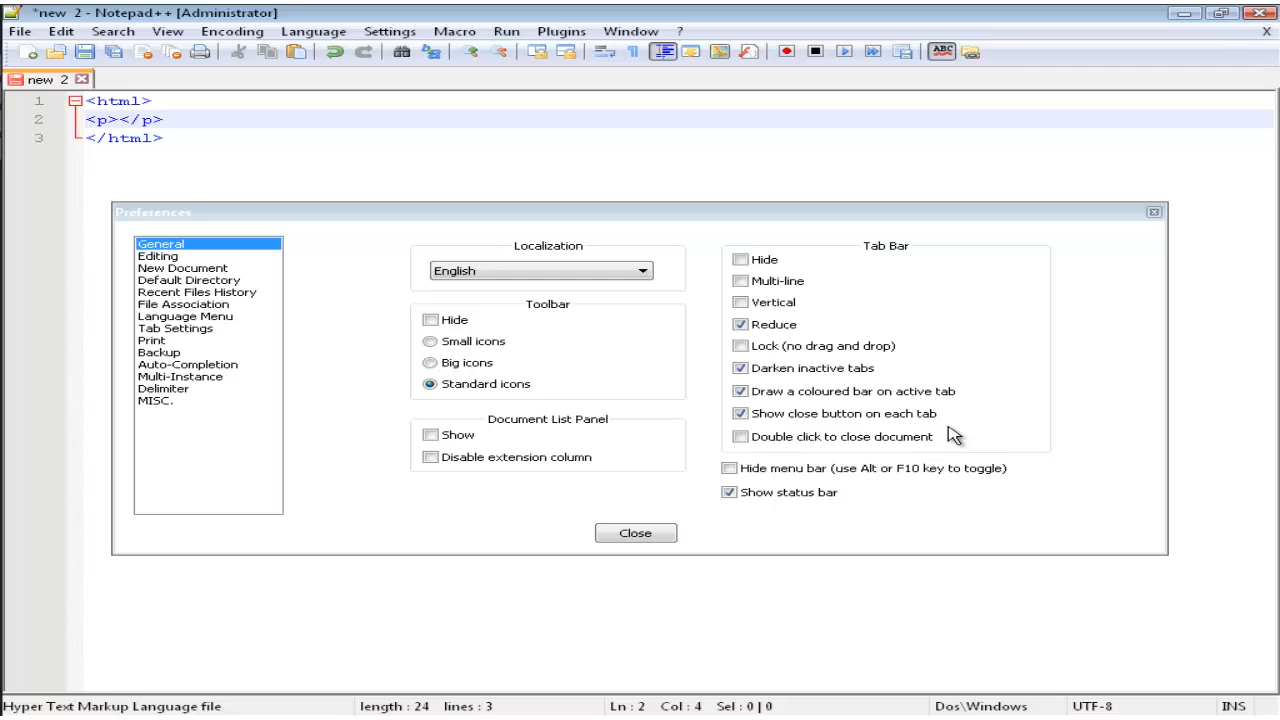 *new 2 - Notepad++ [Administrator]
File Edit Search View Encoding Language Settings Macro Run Plugins Window ? X
ABC
new 2
1 <html>
2 <p></p>
3 </html>
Preferences
General
Editing
New Document
Default Directory
Recent Files History
File Association
Language Menu
Tab Settings
Print
Backup
Auto-Completion
Multi-Instance
Delimiter
MISC.
Localization
English
Toolbar
Hide
Small icons
Big icons
Standard icons
Document List Panel
Show
Disable extension column
Tab Bar
Hide
Multi-line
Vertical
Reduce
Lock (no drag and drop)
Darken inactive tabs
Draw a coloured bar on active tab
Show close button on each tab
Double click to close document
Hide menu bar (use Alt or F10 key to toggle)
Show status bar
Close
Hyper Text Markup Language file length : 24 lines : 3 Ln : 2 Col : 4 Sel : 0 | 0 Dos\Windows UTF-8 INS